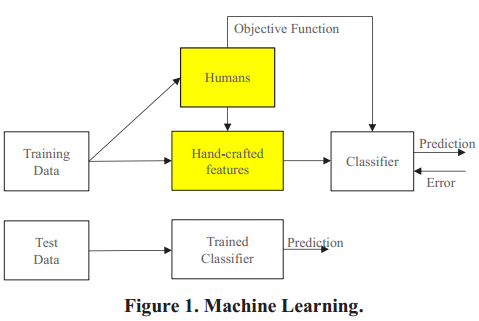 Objective Function
Humans
Training
Data
Hand-crafted
features
Classifier
Prediction
Error
Test
Data
Trained
Classifier
Prediction
Figure 1. Machine Learning.